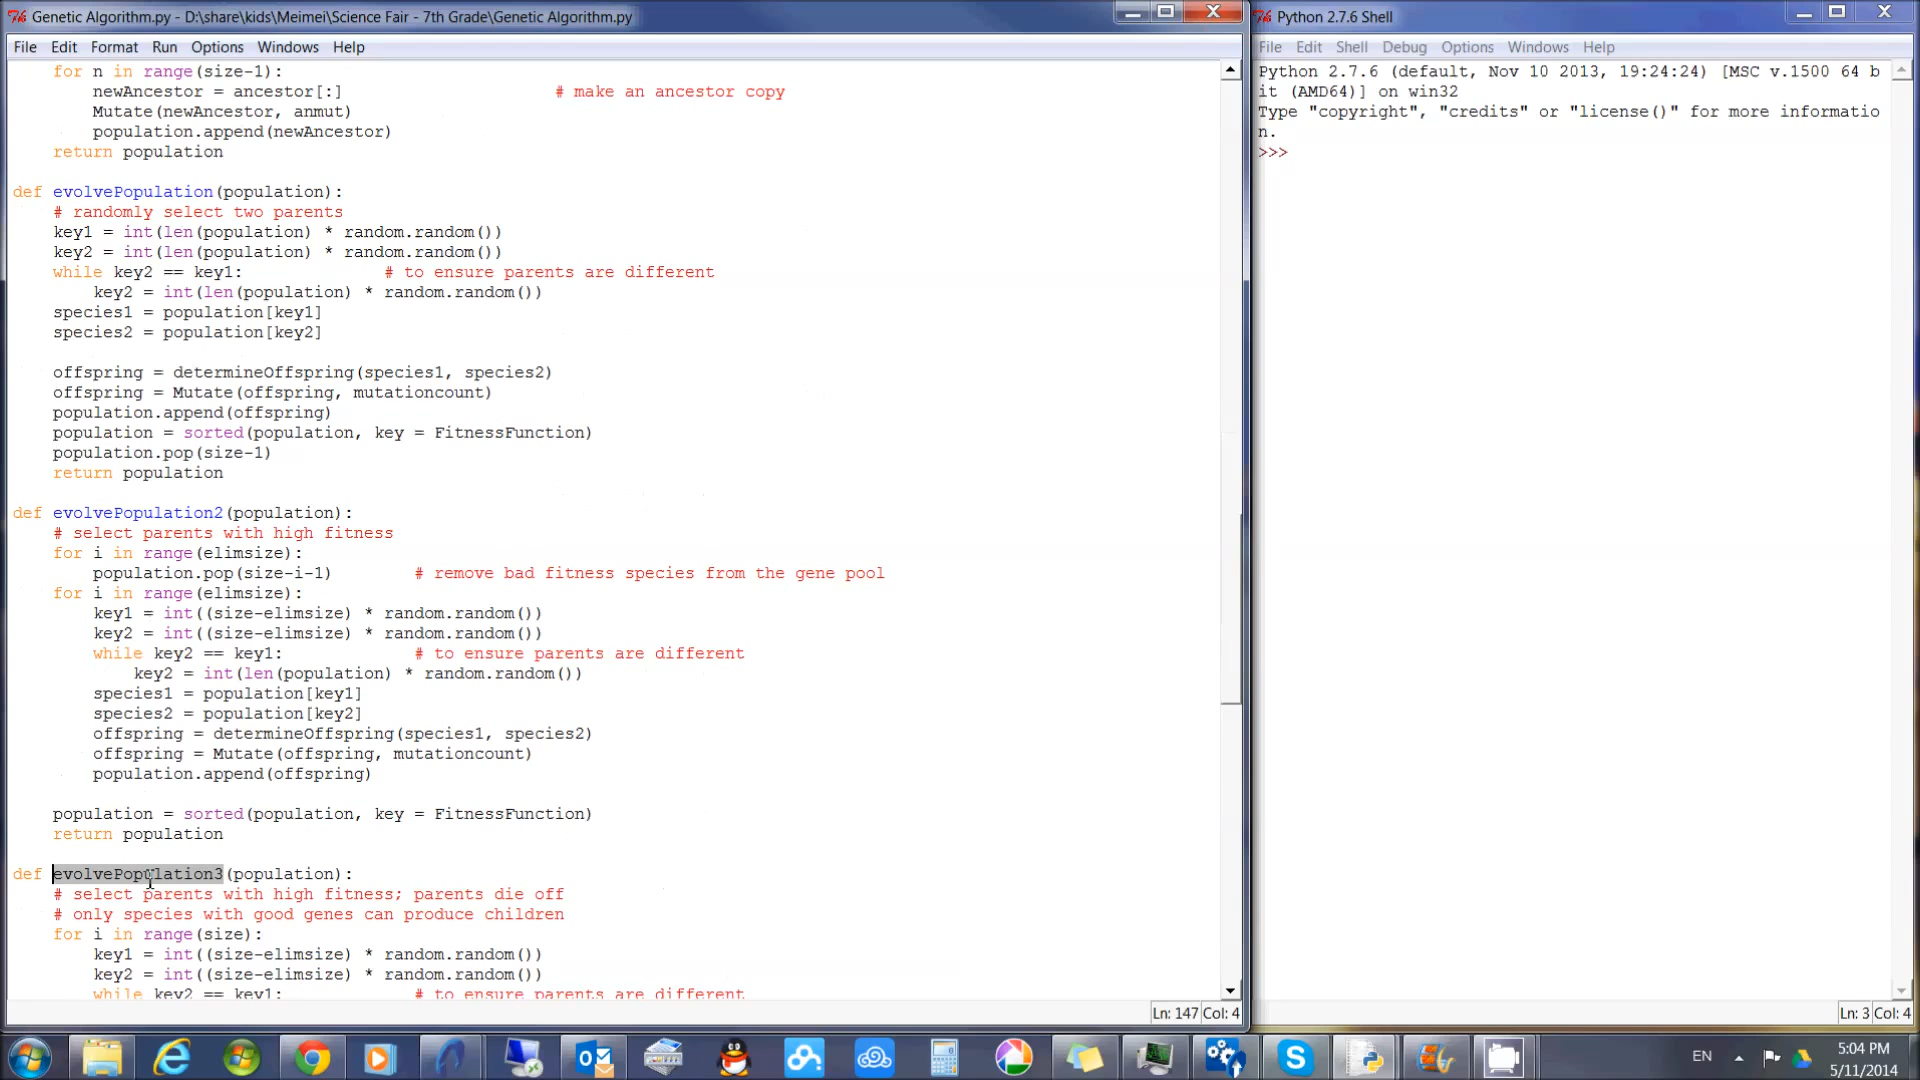 Genetic Algorithm.py - D:\share\kids\Meimei\Science Fair - 7th Grade\Genetic Algorithm.py
File Edit Format Run Options Windows Help
for n in range(size-1):
newAncestor = ancestor[:] # make an ancestor copy
Mutate(newAncestor, anmut)
population.append(newAncestor)
return population
def evolvePopulation(population):
# randomly select two parents
key1 = int(len(population) * random.random())
key2 = int(len(population) * random.random())
while key2 == key1: # to ensure parents are different
key2 = int(len(population) * random.random())
species1 = population[key1]
species2 = population[key2]
offspring = determineOffspring(species1, species2)
offspring = Mutate(offspring, mutationcount)
population.append(offspring)
population = sorted(population, key = FitnessFunction)
population.pop(size-1)
return population
def evolvePopulation2(population):
# select parents with high fitness
for i in range(elimsize):
population.pop(size-i-1) # remove bad fitness species from the gene pool
for i in range(elimsize):
key1 = int((size-elimsize) * random.random())
key2 = int((size-elimsize) * random.random())
while key2 == key1: # to ensure parents are different
key2 = int(len(population) * random.random())
species1 = population[key1]
species2 = population[key2]
offspring = determineOffspring(species1, species2)
offspring = Mutate(offspring, mutationcount)
population.append(offspring)
population = sorted(population, key = FitnessFunction)
return population
def evolvePopulation3(population):
# select parents with high fitness; parents die off
# only species with good genes can produce children
for i in range(size):
key1 = int((size-elimsize) * random.random())
key2 = int((size-elimsize) * random.random())
while key2 == key1: # to ensure parents are different
Ln: 147 Col: 4
Python 2.7.6 Shell
File Edit Shell Debug Options Windows Help
Python 2.7.6 (default, Nov 10 2013, 19:24:24) [MSC v.1500 64 b
it (AMD64)] on win32
Type "copyright", "credits" or "license()" for more informatio
n.
>>>
Ln: 3 Col: 4
EN
5:04 PM
5/11/2014